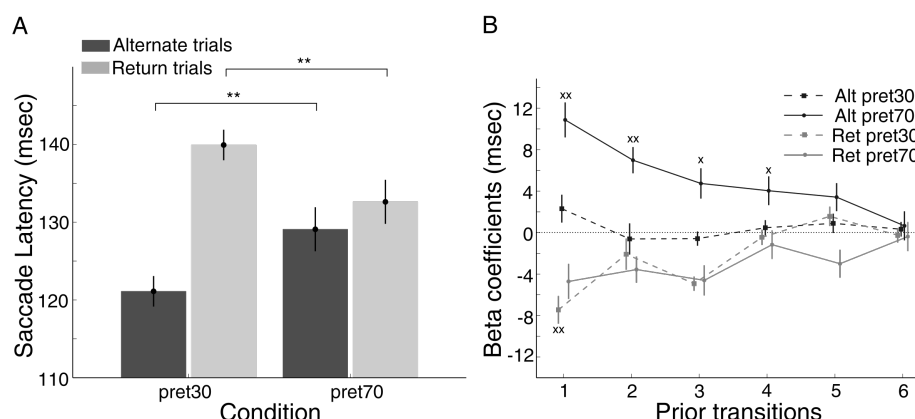 A
Alternate trials
Return trials
**
**
Saccade Latency (msec)
140
130
120
110
pret30
pret70
Condition
B
Alt pret30
Alt pret70
Ret pret30
Ret pret70
xx
xx
x
x
xx
Beta coefficients (msec)
12
8
4
0
-4
-8
-12
1
2
3
4
5
6
Prior transitions